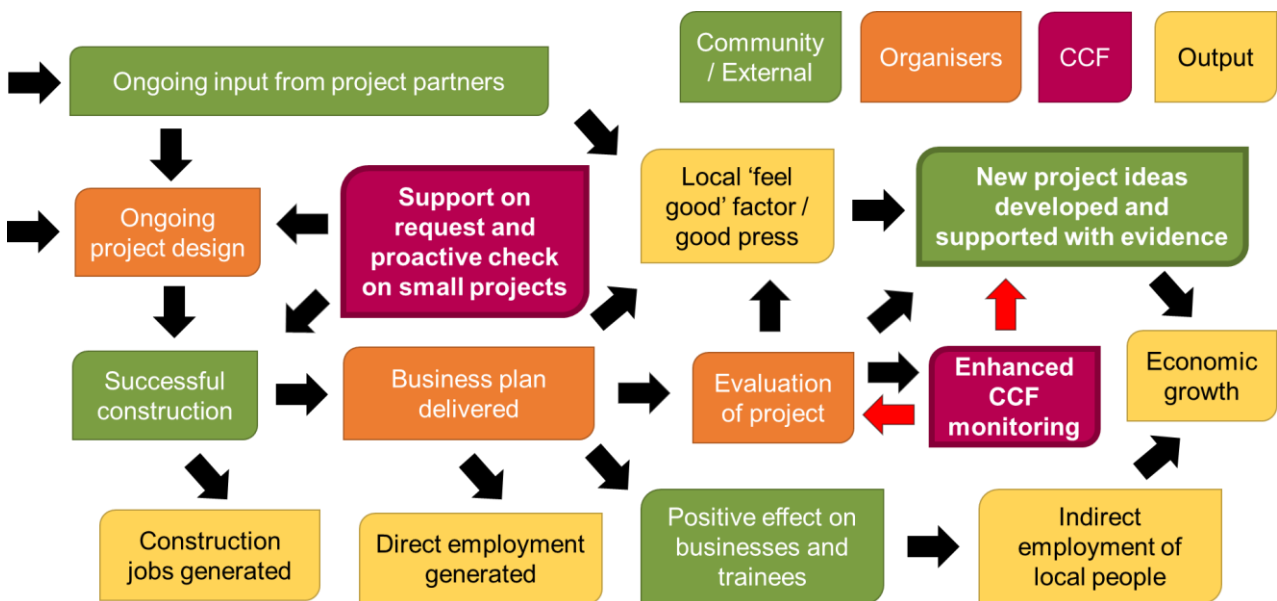 Community
/ External
Organisers
CCF
Output
Ongoing input from project partners
Ongoing
project design
Support on
request and
proactive check
on small projects
Local ‘feel
good’ factor /
good press
New project ideas
developed and
supported with evidence
Successful
construction
Business plan
delivered
Evaluation
of project
Enhanced
CCF
monitoring
Economic
growth
Construction
jobs generated
Direct employment
generated
Positive effect on
businesses and
trainees
Indirect
employment of
local people